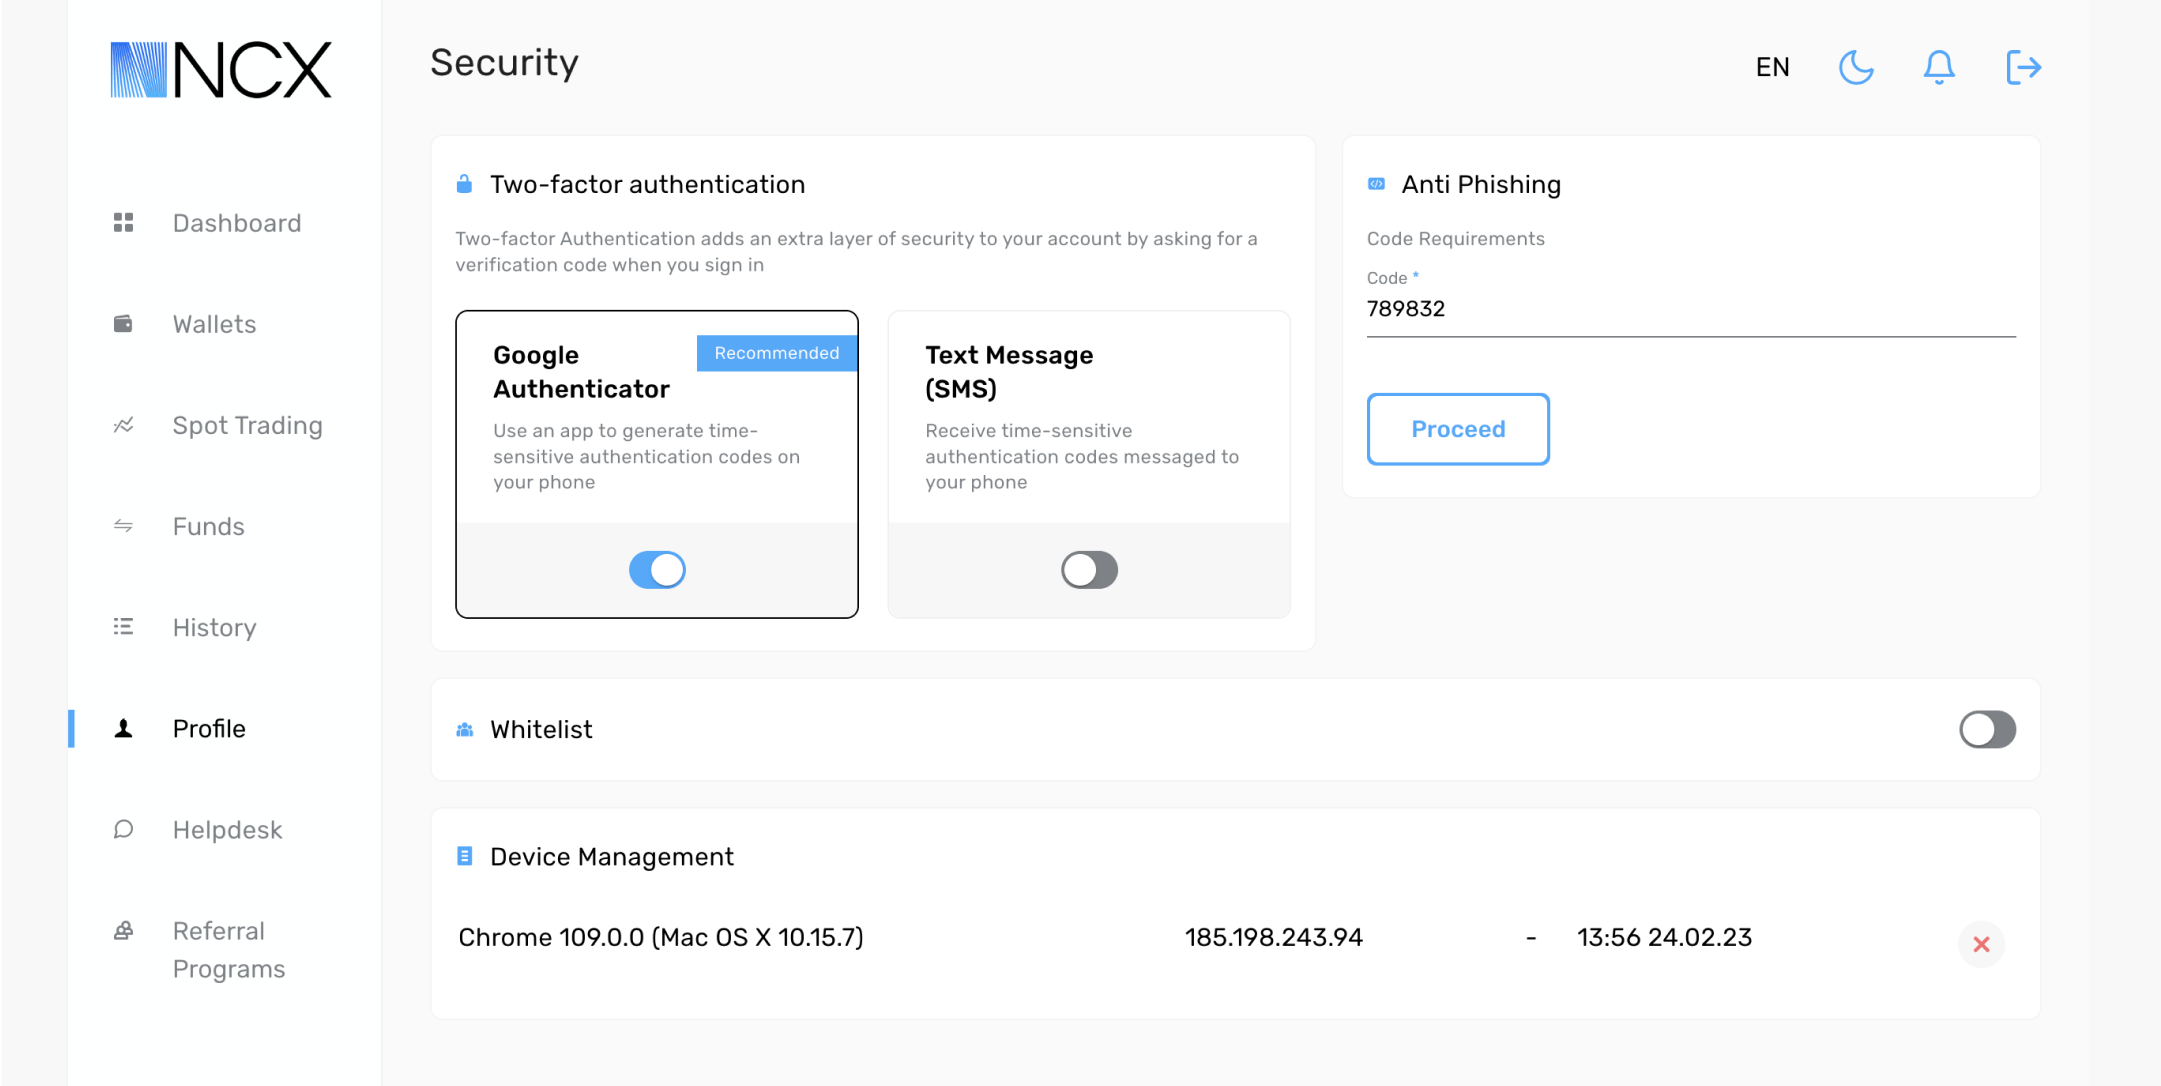 NCX
Security
EN
Dashboard
Wallets
Spot Trading
Funds
History
Profile
Helpdesk
Referral
Programs
Two-factor authentication
Two-factor Authentication adds an extra layer of security to your account by asking for a
verification code when you sign in
Google
Authenticator
Recommended
Use an app to generate time-
sensitive authentication codes on
your phone
Text Message
(SMS)
Receive time-sensitive
authentication codes messaged to
your phone
Anti Phishing
Code Requirements
Code *
789832
Proceed
Whitelist
Device Management
Chrome 109.0.0 (Mac OS X 10.15.7) 185.198.243.94 - 13:56 24.02.23